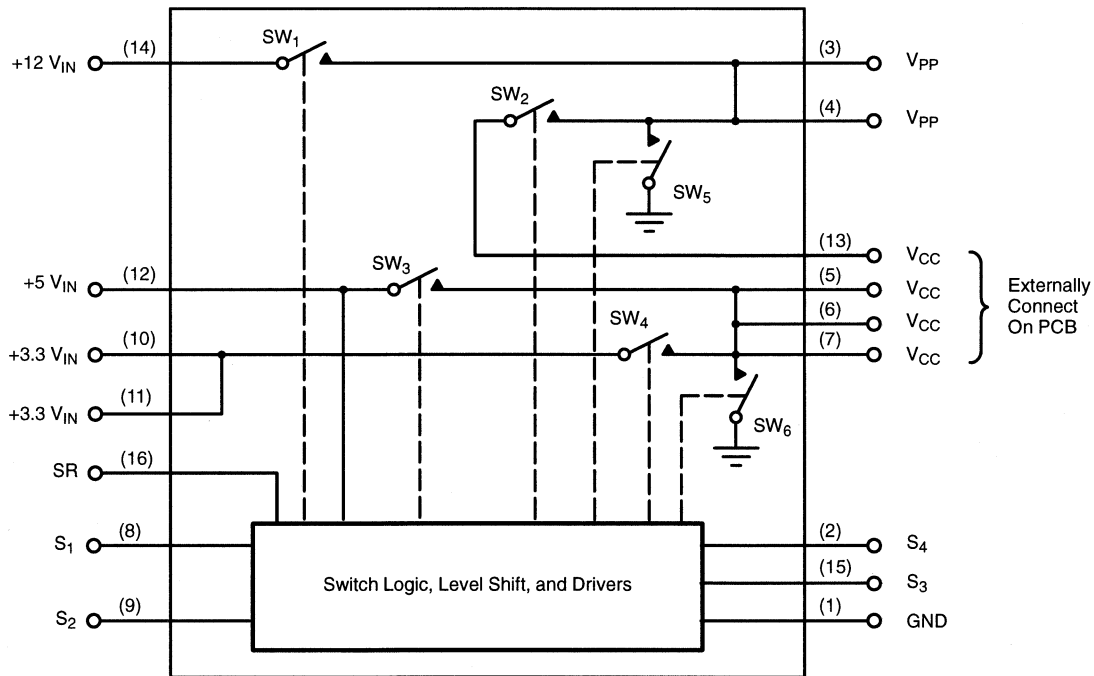 +12 V_IN (14) SW₁ (3) V_PP
SW₂ (4) V_PP
SW₅
(13) V_CC
+5 V_IN (12) SW₃ (5) V_CC
Externally
Connect
On PCB
SW₄ (6) V_CC
+3.3 V_IN (10) (7) V_CC
+3.3 V_IN (11)
SW₆
SR (16)
S₁ (8) (2) S₄
Switch Logic, Level Shift, and Drivers
(15) S₃
S₂ (9) (1) GND